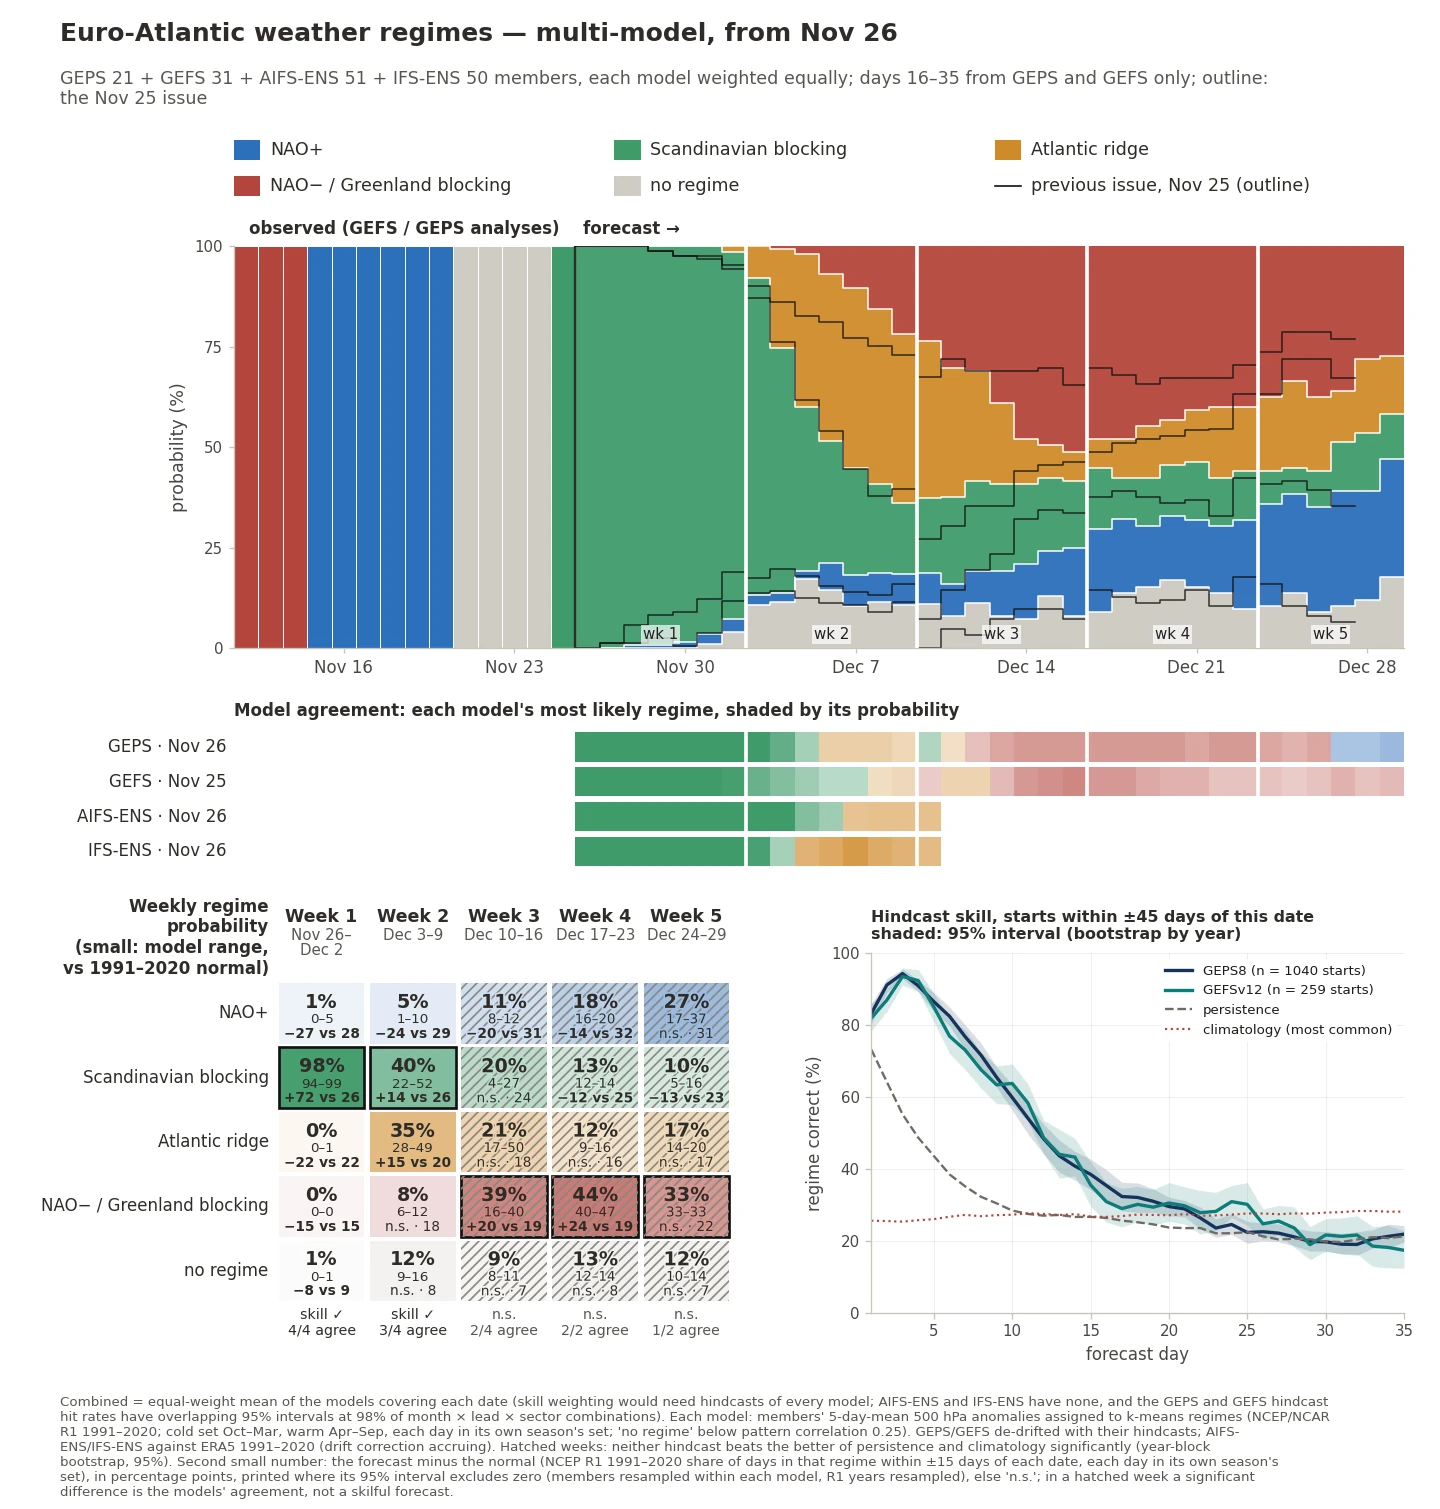 Euro-Atlantic weather regimes — multi-model, from Nov 26
GEPS 21 + GEFS 31 + AIFS-ENS 51 + IFS-ENS 50 members, each model weighted equally; days 16–35 from GEPS and GEFS only; outline:
the Nov 25 issue
NAO+
Scandinavian blocking
Atlantic ridge
NAO− / Greenland blocking
no regime
previous issue, Nov 25 (outline)
observed (GEFS / GEPS analyses)
forecast →
probability (%)
100
75
50
25
0
wk 1
wk 2
wk 3
wk 4
wk 5
Nov 16
Nov 23
Nov 30
Dec 7
Dec 14
Dec 21
Dec 28
Model agreement: each model's most likely regime, shaded by its probability
GEPS · Nov 26
GEFS · Nov 25
AIFS-ENS · Nov 26
IFS-ENS · Nov 26
Weekly regime
probability
(small: model range,
vs 1991–2020 normal)
Week 1
Nov 26–
Dec 2
Week 2
Dec 3–9
Week 3
Dec 10–16
Week 4
Dec 17–23
Week 5
Dec 24–29
NAO+
1%
0–5
−27 vs 28
5%
1–10
−24 vs 29
11%
8–12
−20 vs 31
18%
16–20
−14 vs 32
27%
17–37
n.s. · 31
Scandinavian blocking
98%
94–99
+72 vs 26
40%
22–52
+14 vs 26
20%
4–27
n.s. · 24
13%
12–14
−12 vs 25
10%
5–16
−13 vs 23
Atlantic ridge
0%
0–1
−22 vs 22
35%
28–49
+15 vs 20
21%
17–50
n.s. · 18
12%
9–16
n.s. · 16
17%
14–20
n.s. · 17
NAO− / Greenland blocking
0%
0–0
−15 vs 15
8%
6–12
n.s. · 18
39%
16–40
+20 vs 19
44%
40–47
+24 vs 19
33%
33–33
n.s. · 22
no regime
1%
0–1
−8 vs 9
12%
9–16
n.s. · 8
9%
8–11
n.s. · 7
13%
12–14
n.s. · 8
12%
10–14
n.s. · 7
skill ✓
4/4 agree
skill ✓
3/4 agree
n.s.
2/4 agree
n.s.
2/2 agree
n.s.
1/2 agree
Hindcast skill, starts within ±45 days of this date
shaded: 95% interval (bootstrap by year)
GEPS8 (n = 1040 starts)
GEFSv12 (n = 259 starts)
persistence
climatology (most common)
regime correct (%)
100
80
60
40
20
0
5
10
15
20
25
30
35
forecast day
Combined = equal-weight mean of the models covering each date (skill weighting would need hindcasts of every model; AIFS-ENS and IFS-ENS have none, and the GEPS and GEFS hindcast
hit rates have overlapping 95% intervals at 98% of month × lead × sector combinations). Each model: members' 5-day-mean 500 hPa anomalies assigned to k-means regimes (NCEP/NCAR
R1 1991–2020; cold set Oct–Mar, warm Apr–Sep, each day in its own season's set; 'no regime' below pattern correlation 0.25). GEPS/GEFS de-drifted with their hindcasts; AIFS-
ENS/IFS-ENS against ERA5 1991–2020 (drift correction accruing). Hatched weeks: neither hindcast beats the better of persistence and climatology significantly (year-block
bootstrap, 95%). Second small number: the forecast minus the normal (NCEP R1 1991–2020 share of days in that regime within ±15 days of each date, each day in its own season's
set), in percentage points, printed where its 95% interval excludes zero (members resampled within each model, R1 years resampled), else 'n.s.'; in a hatched week a significant
difference is the models' agreement, not a skilful forecast.